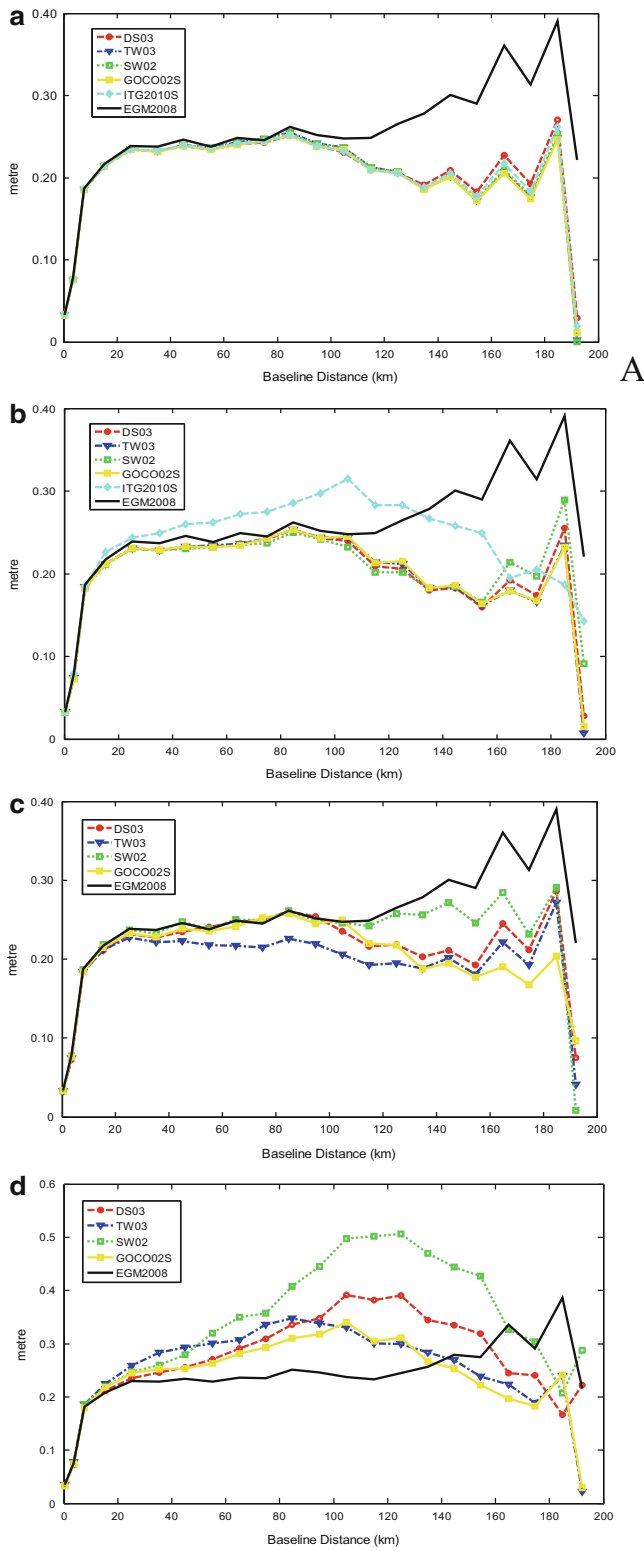 a
DS03
TW03
SW02
GOCO02S
ITG2010S
EGM2008
0.40
0.30
0.20
0.10
0
metre
0 20 40 60 80 100 120 140 160 180 200
Baseline Distance (km)
A
b
DS03
TW03
SW02
GOCO02S
ITG2010S
EGM2008
0.40
0.30
0.20
0.10
0
metre
0 20 40 60 80 100 120 140 160 180 200
Baseline Distance (km)
c
DS03
TW03
SW02
GOCO02S
EGM2008
0.40
0.30
0.20
0.10
0
metre
0 20 40 60 80 100 120 140 160 180 200
Baseline Distance (km)
d
DS03
TW03
SW02
GOCO02S
EGM2008
0.6
0.5
0.4
0.3
0.2
0.1
0
metre
0 20 40 60 80 100 120 140 160 180 200
Baseline Distance (km)